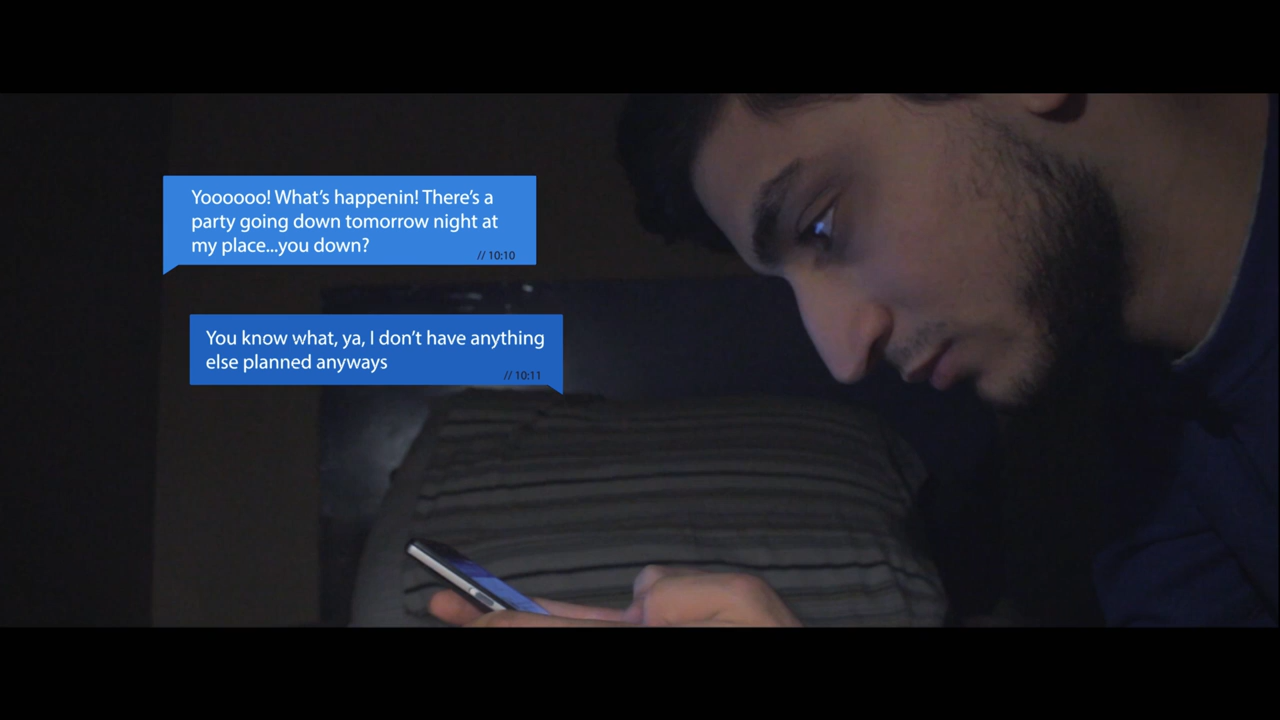 Yoooooo! What's happenin! There's a
party going down tomorrow night at
my place...you down?
// 10:10
You know what, ya, I don't have anything
else planned anyways
// 10:11